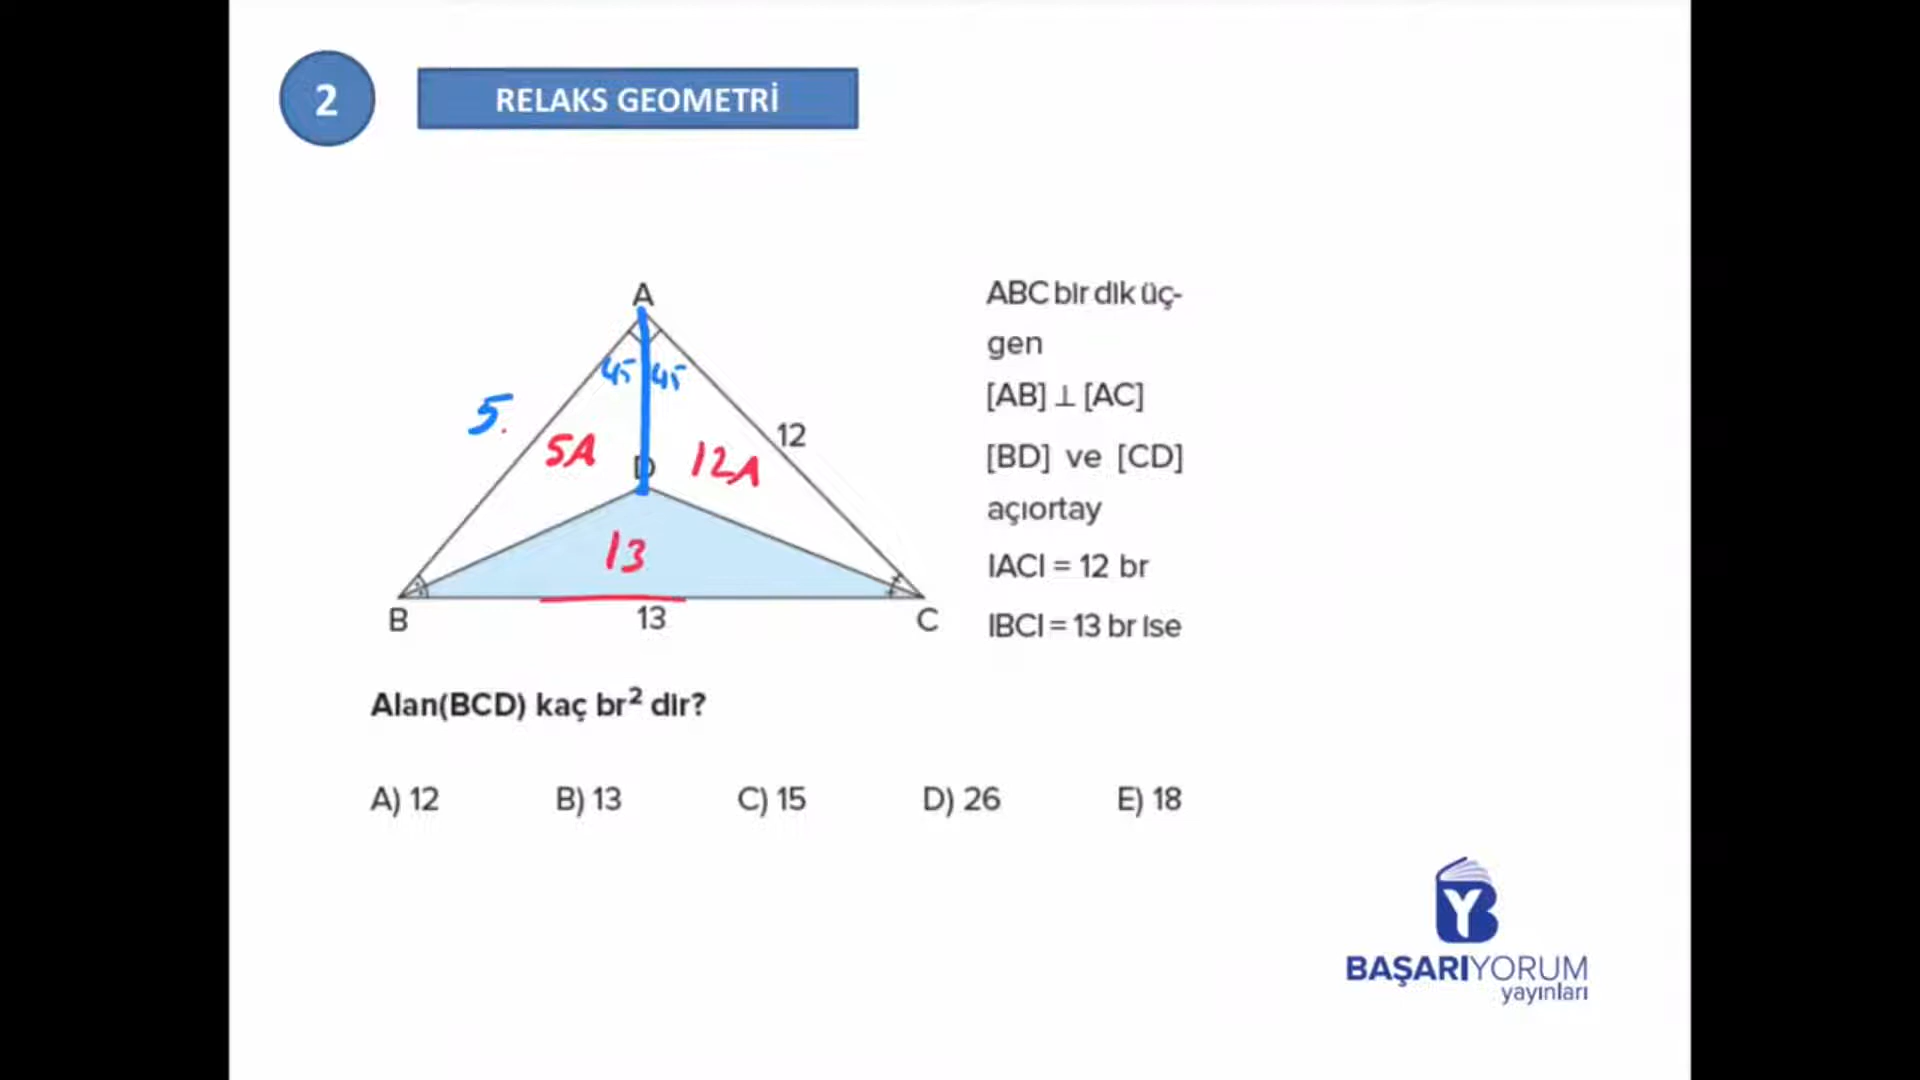 2
RELAKS GEOMETRİ
A
45 45
5.
12
5A
D
12A
13
B
13
C
ABC bir dik üç-
gen
[AB] ⊥ [AC]
[BD] ve [CD]
açıortay
IACI = 12 br
IBCI = 13 br ise
Alan(BCD) kaç br² dir?
A) 12 B) 13 C) 15 D) 26 E) 18
BAŞARIYORUM
yayınları